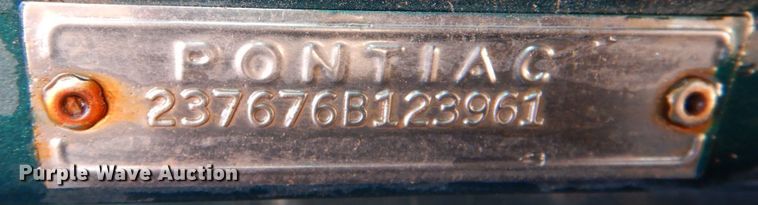 PONTIAC
237676B123961
Purple Wave Auction